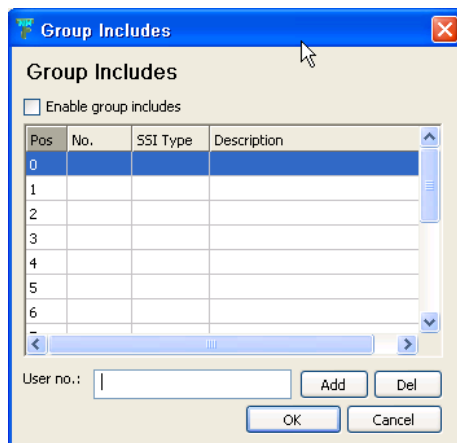 Group Includes
Group Includes
Enable group includes
Pos No. SSI Type Description
0
1
2
3
4
5
6
User no.: Add Del
OK Cancel